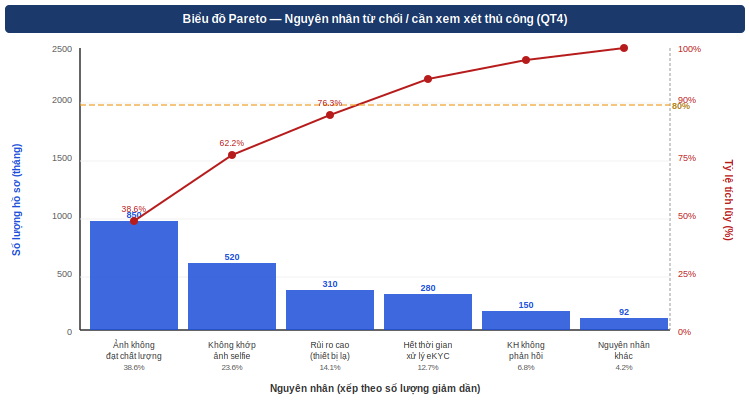 Biểu đồ Pareto — Nguyên nhân từ chối / cần xem xét thủ công (QT4)
2500
2000
1500
1000
500
0
Số lượng hồ sơ (tháng)
100%
90%
80%
75%
50%
25%
0%
Tỷ lệ tích lũy (%)
38.6%
62.2%
76.3%
850
520
310
280
150
92
Ảnh không
đạt chất lượng
38.6%
Không khớp
ảnh selfie
23.6%
Rủi ro cao
(thiết bị lạ)
14.1%
Hết thời gian
xử lý eKYC
12.7%
KH không
phản hồi
6.8%
Nguyên nhân
khác
4.2%
Nguyên nhân (xếp theo số lượng giảm dần)